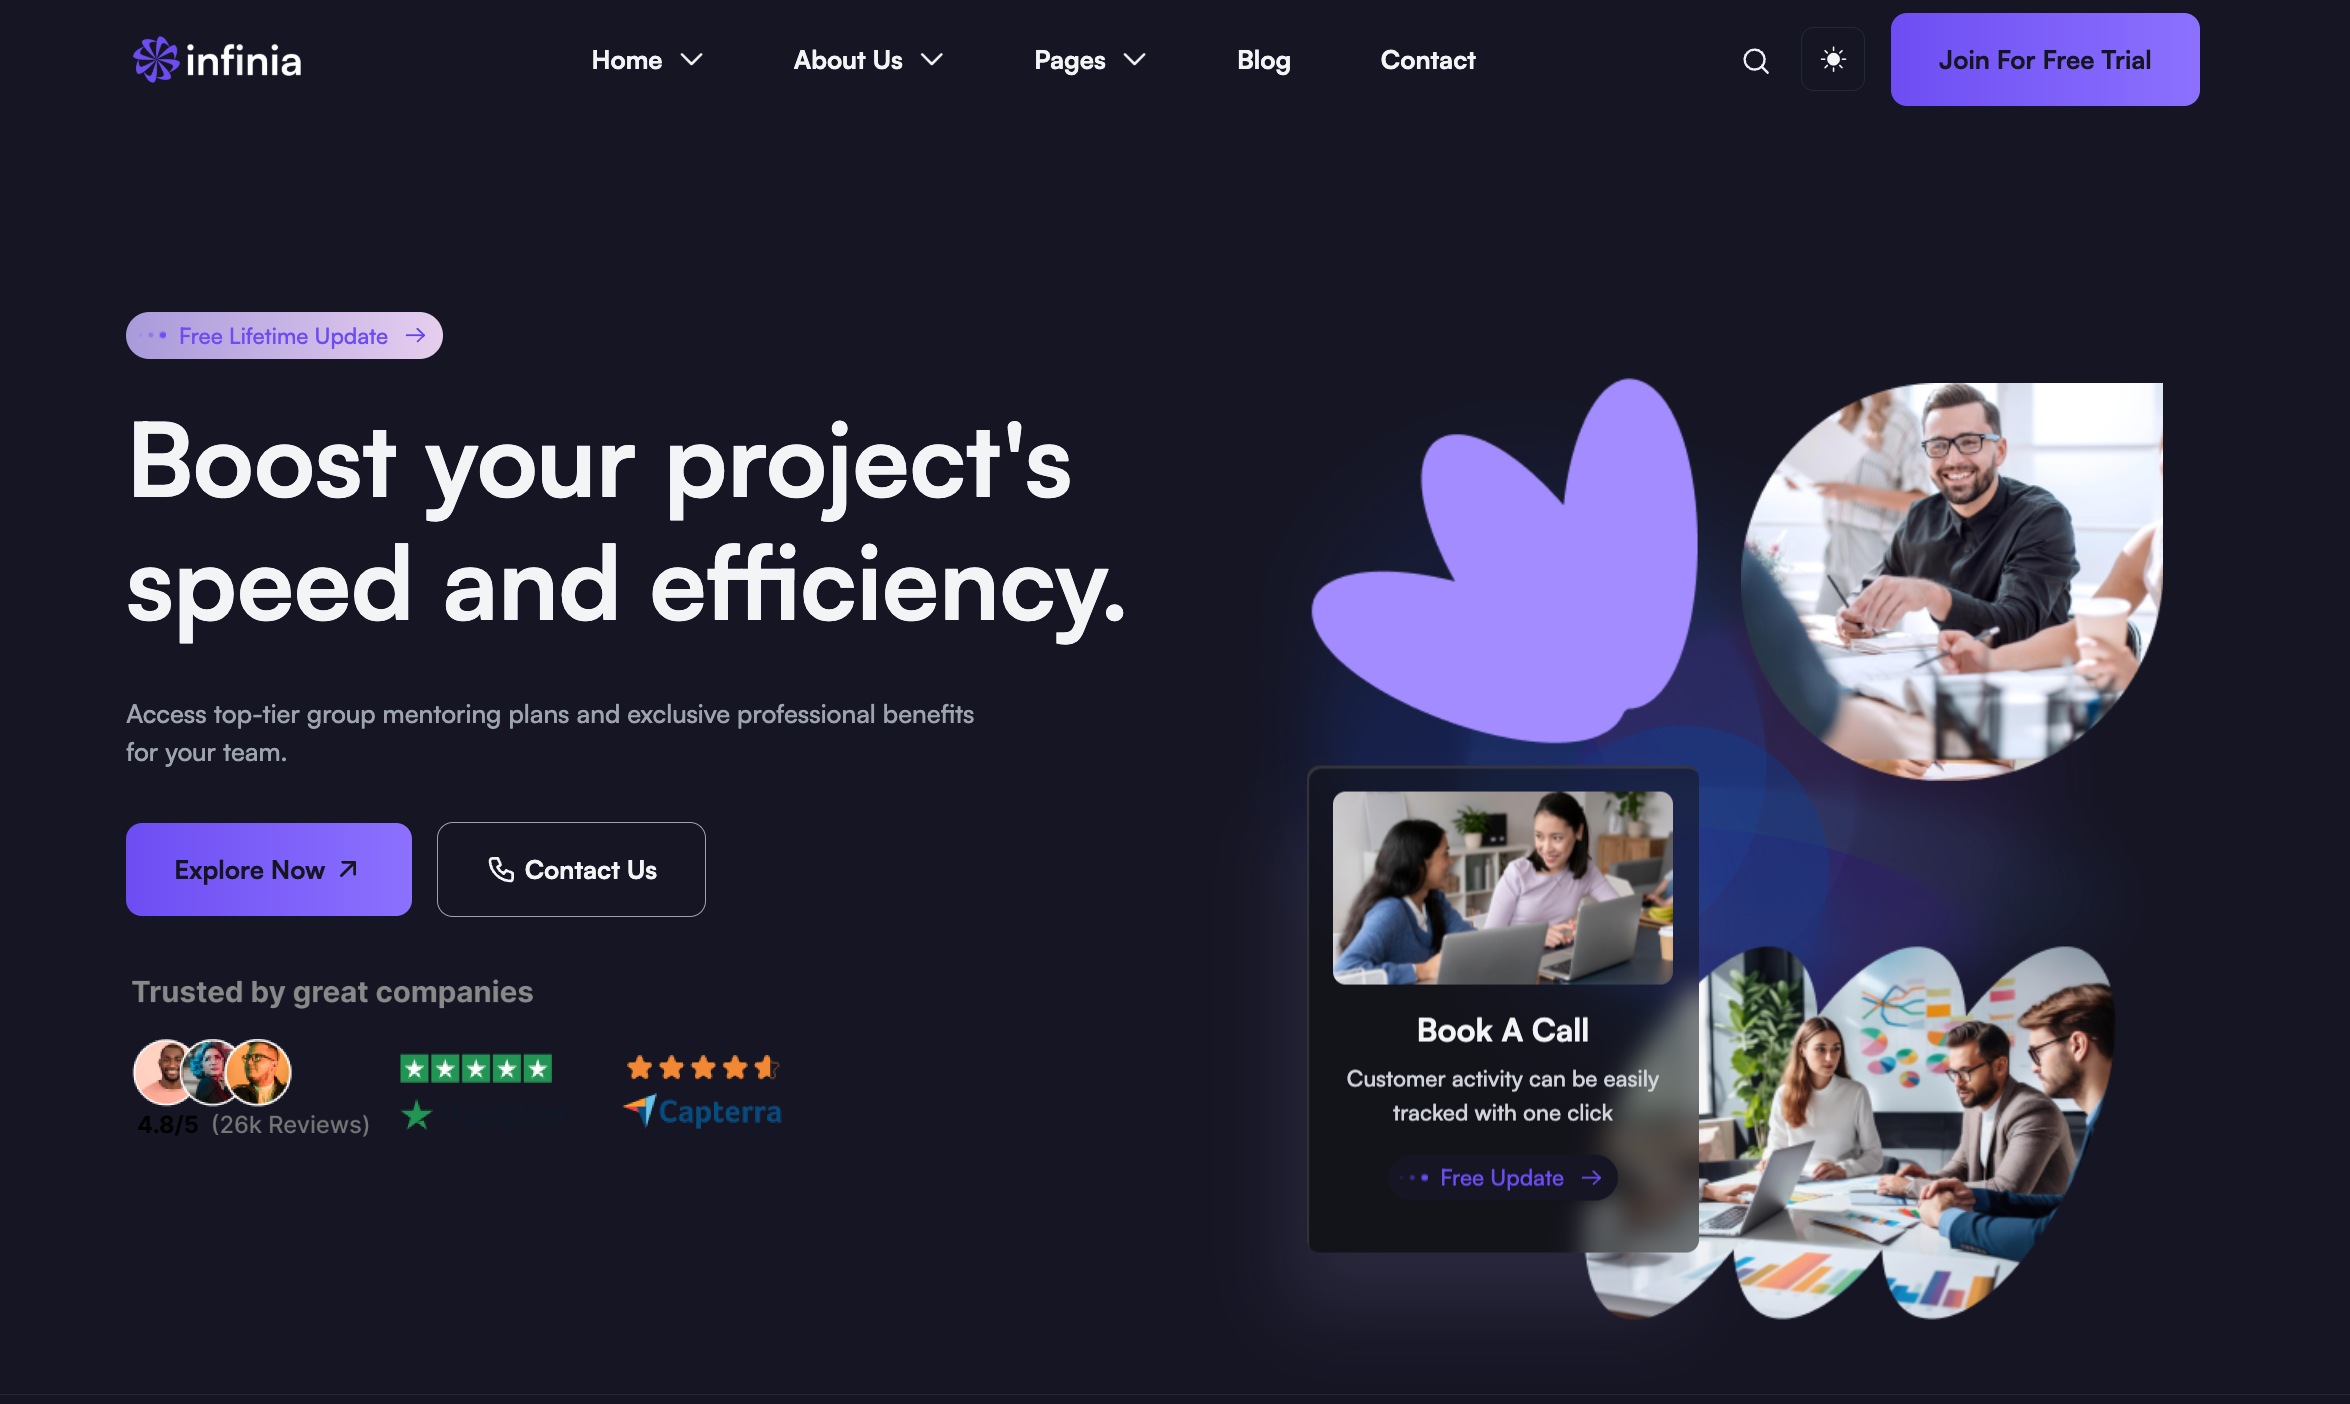 infinia
Home
About Us
Pages
Blog
Contact
Join For Free Trial
Free Lifetime Update
Boost your project's
speed and efficiency.
Access top-tier group mentoring plans and exclusive professional benefits
for your team.
Explore Now
Contact Us
Trusted by great companies
4.8/5 (26k Reviews)
Capterra
Book A Call
Customer activity can be easily
tracked with one click
Free Update